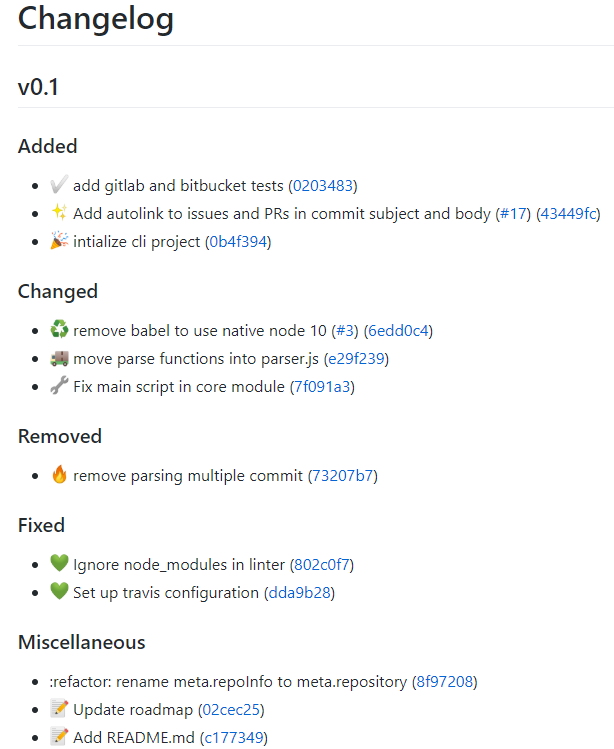 Changelog
v0.1
Added
✔️ add gitlab and bitbucket tests (0203483)
✨ Add autolink to issues and PRs in commit subject and body (#17) (43449fc)
🎉 intialize cli project (0b4f394)
Changed
♻️ remove babel to use native node 10 (#3) (6edd0c4)
🚚 move parse functions into parser.js (e29f239)
🔧 Fix main script in core module (7f091a3)
Removed
🔥 remove parsing multiple commit (73207b7)
Fixed
💚 Ignore node_modules in linter (802c0f7)
💚 Set up travis configuration (dda9b28)
Miscellaneous
:refactor: rename meta.repoInfo to meta.repository (8f97208)
📝 Update roadmap (02cec25)
📝 Add README.md (c177349)